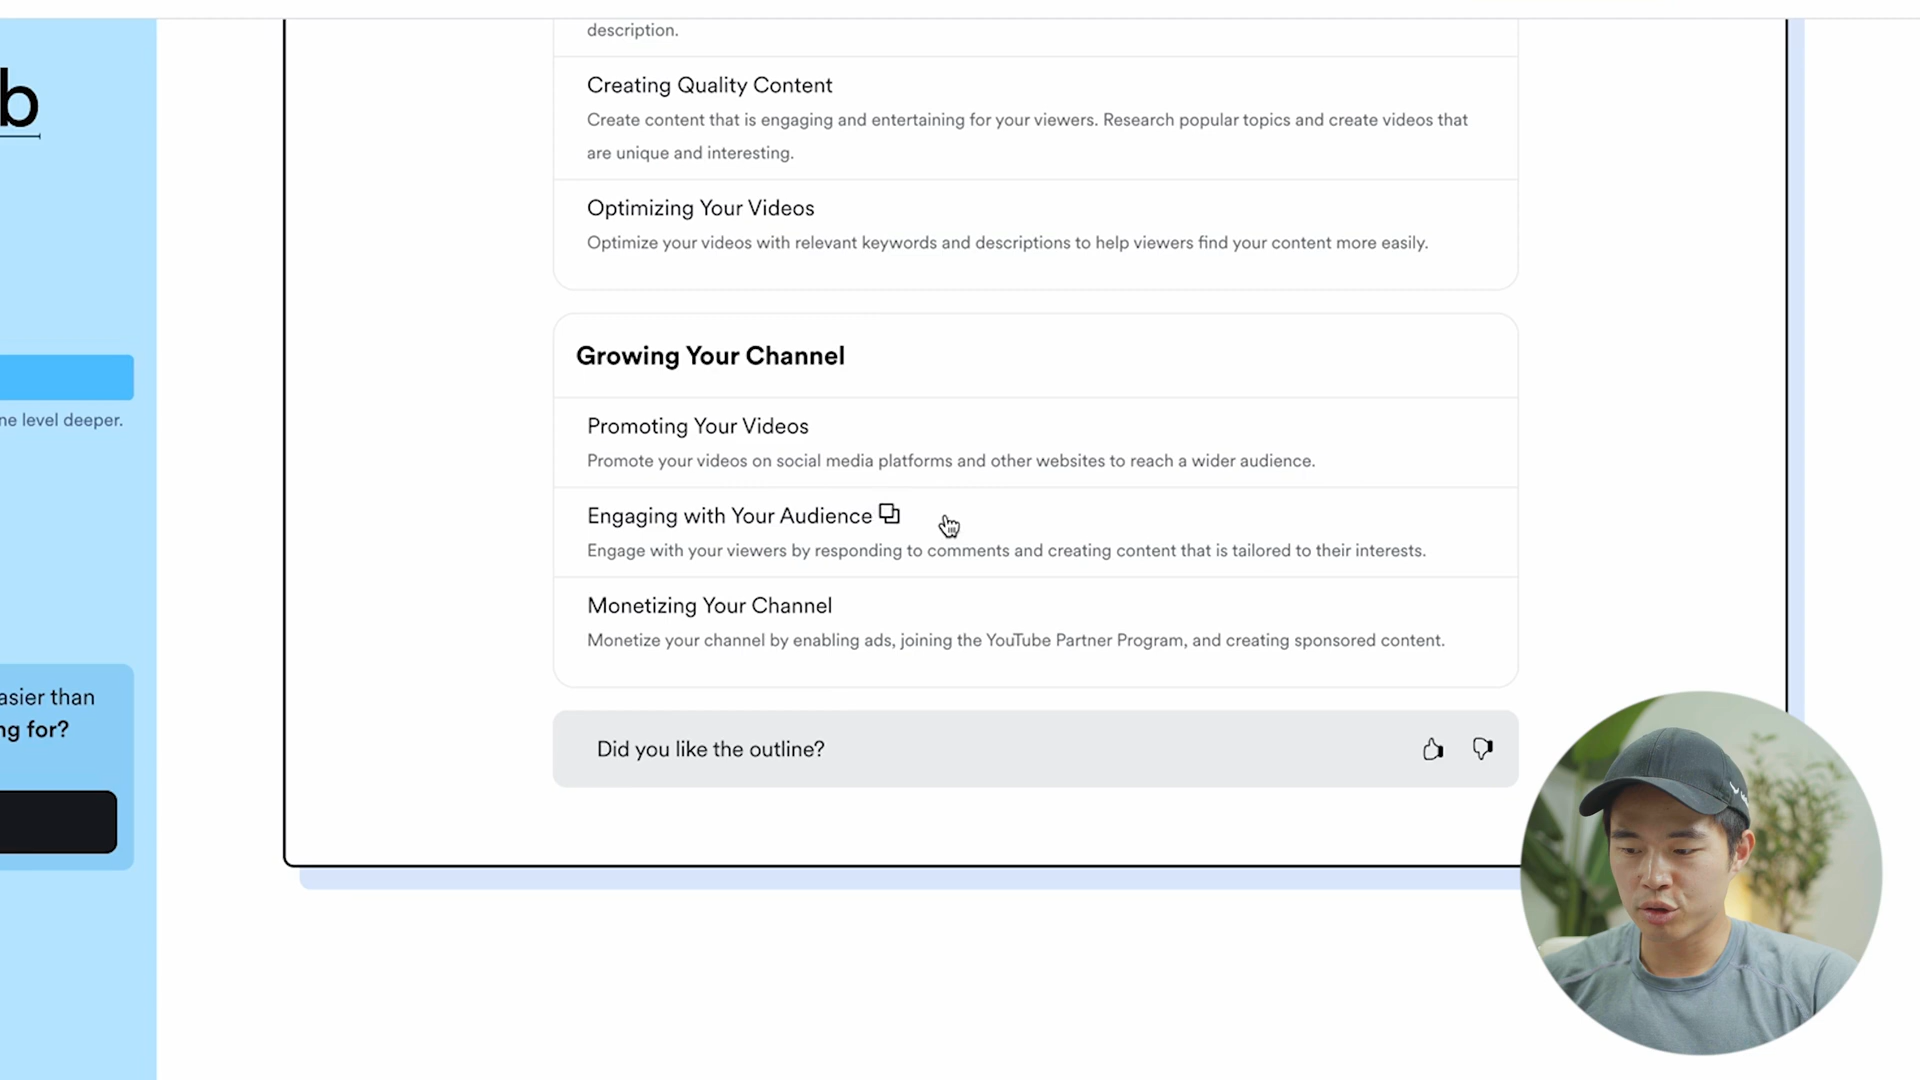 description.
b
Creating Quality Content
Create content that is engaging and entertaining for your viewers. Research popular topics and create videos that
are unique and interesting.
Optimizing Your Videos
Optimize your videos with relevant keywords and descriptions to help viewers find your content more easily.
Growing Your Channel
ne level deeper.
Promoting Your Videos
Promote your videos on social media platforms and other websites to reach a wider audience.
Engaging with Your Audience
Engage with your viewers by responding to comments and creating content that is tailored to their interests.
Monetizing Your Channel
Monetize your channel by enabling ads, joining the YouTube Partner Program, and creating sponsored content.
asier than
ng for?
Did you like the outline?